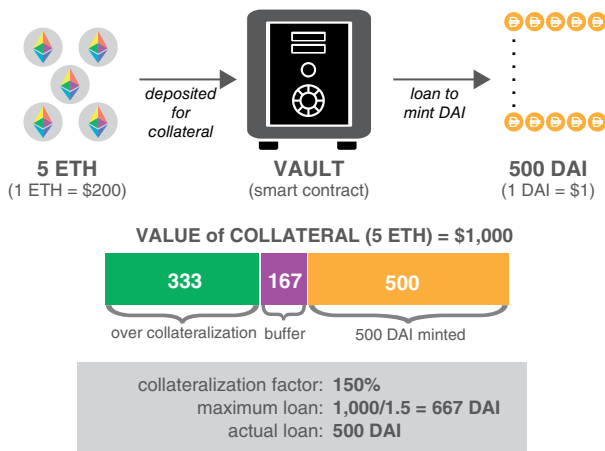 deposited
for
collateral
loan to
mint DAI
5 ETH
(1 ETH = $200)
VAULT
(smart contract)
500 DAI
(1 DAI = $1)
VALUE of COLLATERAL (5 ETH) = $1,000
333
167
500
over collateralization
buffer
500 DAI minted
collateralization factor: 150%
maximum loan: 1,000/1.5 = 667 DAI
actual loan: 500 DAI